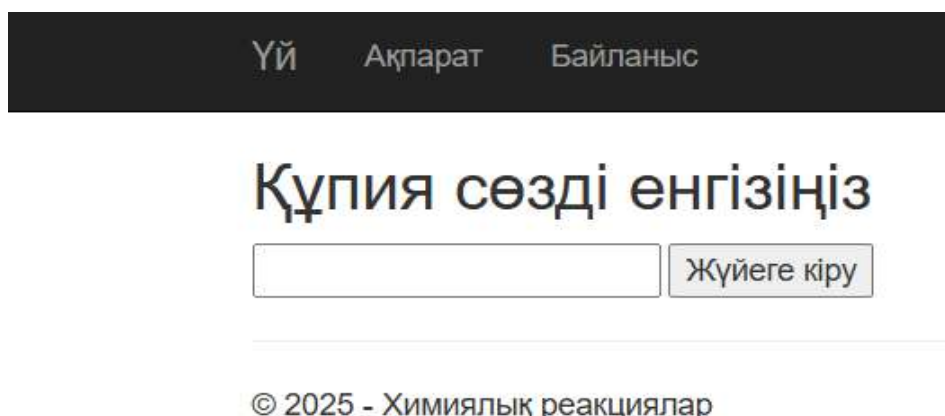 Үй Ақпарат Байланыс
Құпия сөзді енгізіңіз
Жүйеге кіру
© 2025 - Химиялық реакциялар